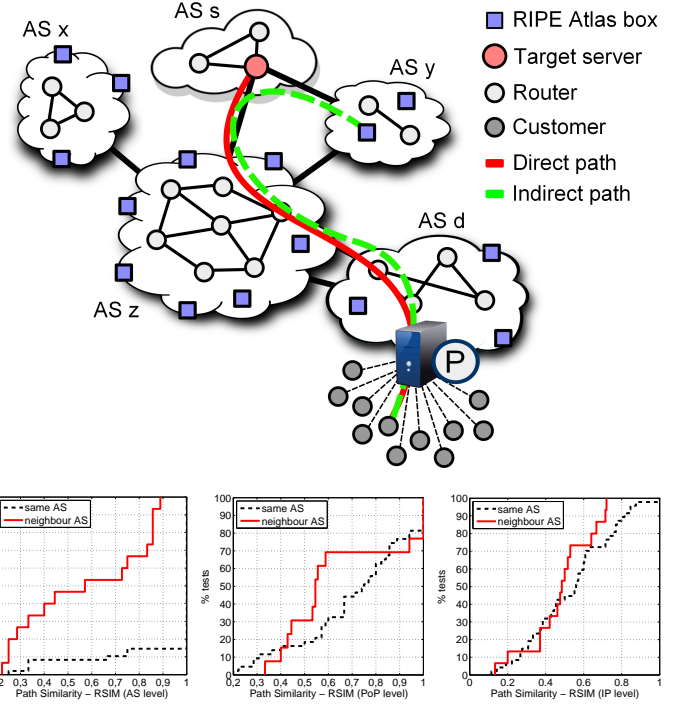 AS s
AS x
AS y
RIPE Atlas box
Target server
Router
Customer
Direct path
Indirect path
AS d
AS z
P
same AS
neighbour AS
2 0,3 0,4 0,5 0,6 0,7 0,8 0,9 1
Path Similarity – RSIM (AS level)
% tests
100
90
80
70
60
50
40
30
20
10
0
same AS
neighbour AS
0,2 0,3 0,4 0,5 0,6 0,7 0,8 0,9 1
Path Similarity – RSIM (PoP level)
% tests
100
90
80
70
60
50
40
30
20
10
0
same AS
neighbour AS
0 0.2 0.4 0.6 0.8 1
Path Similarity – RSIM (IP level)